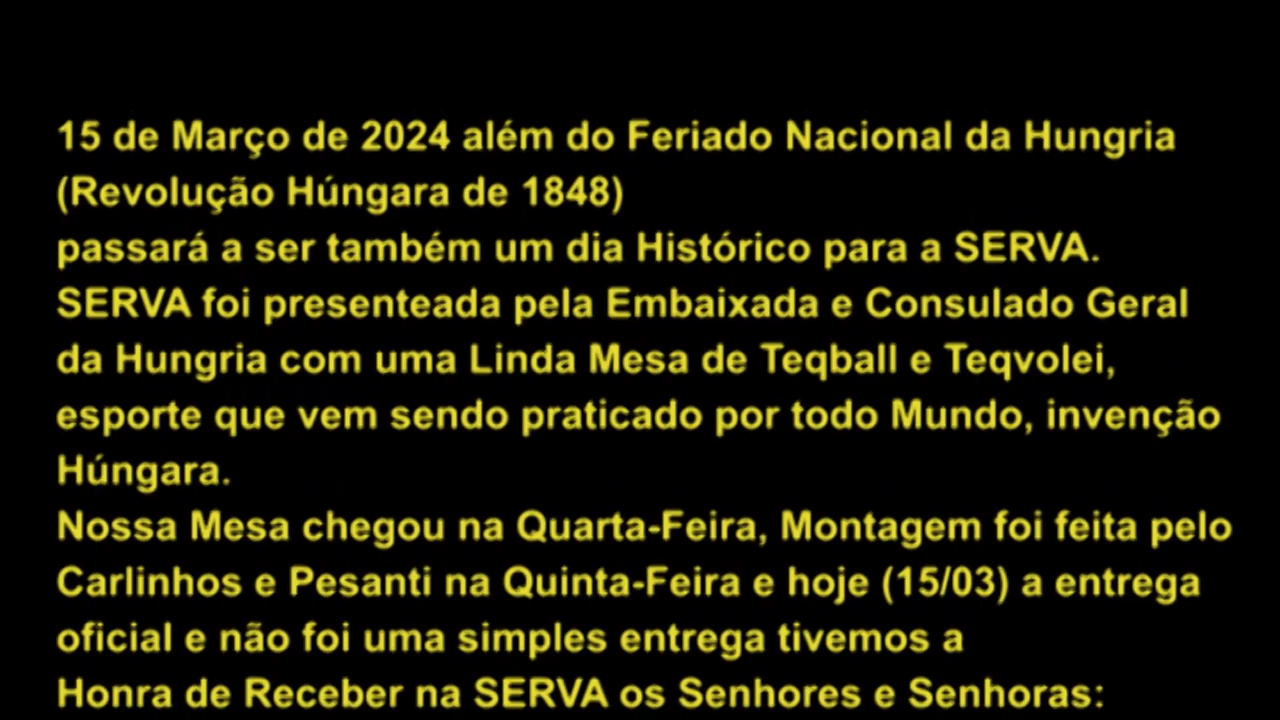 15 de Março de 2024 além do Feriado Nacional da Hungria
(Revolução Húngara de 1848)
passará a ser também um dia Histórico para a SERVA.
SERVA foi presenteada pela Embaixada e Consulado Geral
da Hungria com uma Linda Mesa de Teqball e Teqvolei,
esporte que vem sendo praticado por todo Mundo, invenção
Húngara.
Nossa Mesa chegou na Quarta-Feira, Montagem foi feita pelo
Carlinhos e Pesanti na Quinta-Feira e hoje (15/03) a entrega
oficial e não foi uma simples entrega tivemos a
Honra de Receber na SERVA os Senhores e Senhoras: